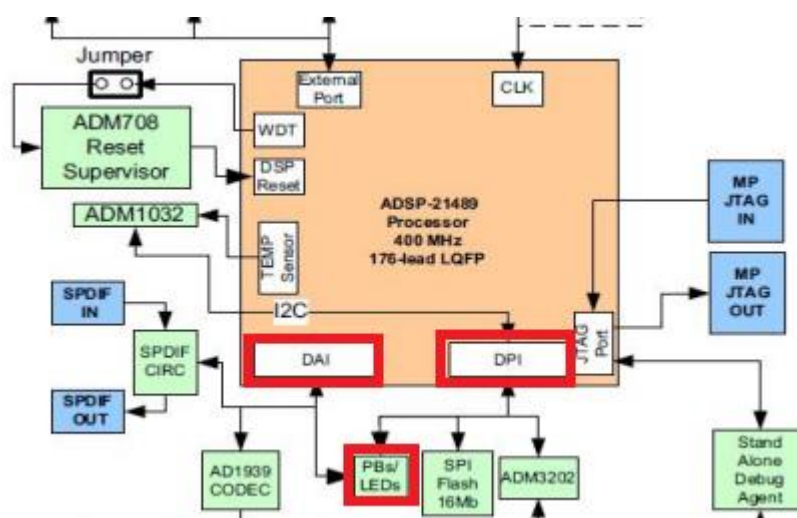 Jumper
External
Port
CLK
ADM708
Reset
Supervisor
WDT
DSP
Reset
ADSP-21489
Processor
400 MHz
176-lead LQFP
MP
JTAG
IN
ADM1032
TEMP
Sensor
SPDIF
IN
I2C
MP
JTAG
OUT
SPDIF
CIRC
DAI
DPI
JTAG
Port
SPDIF
OUT
AD1939
CODEC
PBs/
LEDs
SPI
Flash
16Mb
ADM3202
Stand
Alone
Debug
Agent